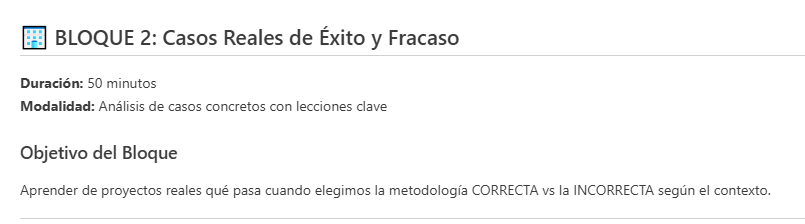 BLOQUE 2: Casos Reales de Éxito y Fracaso
Duración: 50 minutos
Modalidad: Análisis de casos concretos con lecciones clave
Objetivo del Bloque
Aprender de proyectos reales qué pasa cuando elegimos la metodología CORRECTA vs la INCORRECTA según el contexto.